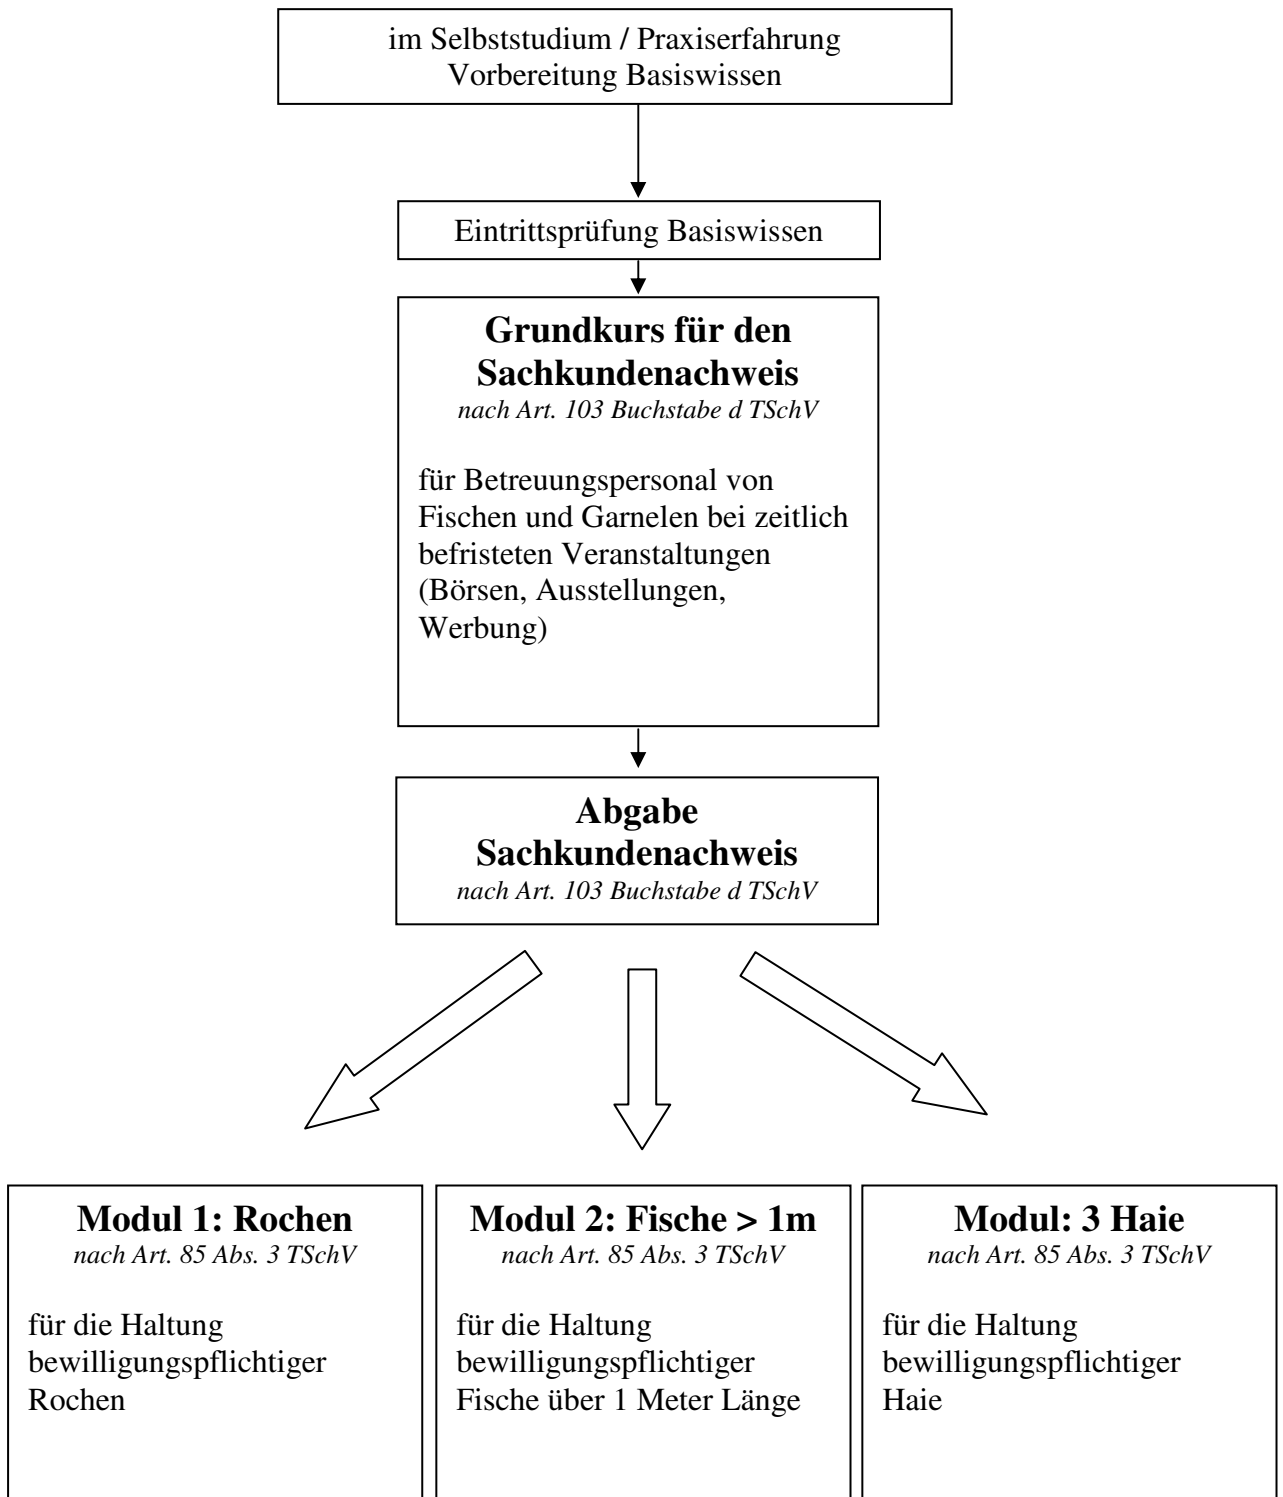 im Selbststudium / Praxiserfahrung
Vorbereitung Basiswissen
Eintrittsprüfung Basiswissen
Grundkurs für den
Sachkundenachweis
nach Art. 103 Buchstabe d TSchV
für Betreuungspersonal von
Fischen und Garnelen bei zeitlich
befristeten Veranstaltungen
(Börsen, Ausstellungen,
Werbung)
Abgabe
Sachkundenachweis
nach Art. 103 Buchstabe d TSchV
Modul 1: Rochen
nach Art. 85 Abs. 3 TSchV
für die Haltung
bewilligungspflichtiger
Rochen
Modul 2: Fische > 1m
nach Art. 85 Abs. 3 TSchV
für die Haltung
bewilligungspflichtiger
Fische über 1 Meter Länge
Modul: 3 Haie
nach Art. 85 Abs. 3 TSchV
für die Haltung
bewilligungspflichtiger
Haie